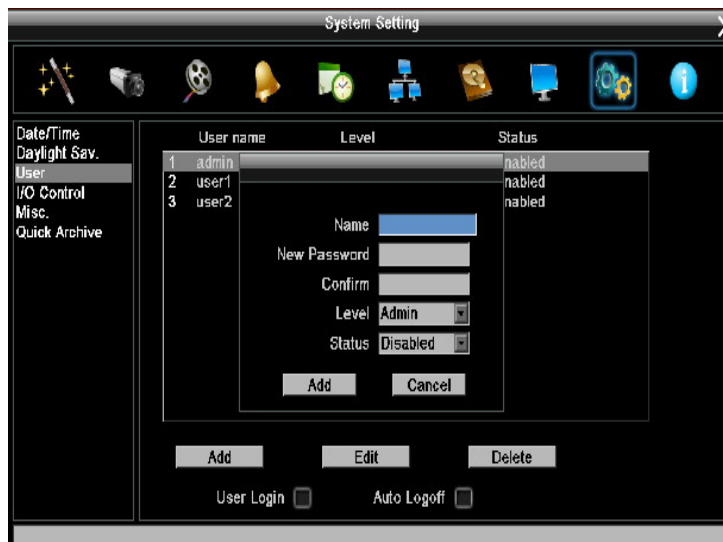 System Setting
X
Date/Time
Daylight Sav.
User
I/O Control
Misc.
Quick Archive
User name Level Status
1 admin nabled
2 user1 nabled
3 user2 nabled
Name
New Password
Confirm
Level Admin
Status Disabled
Add Cancel
Add Edit Delete
User Login Auto Logoff